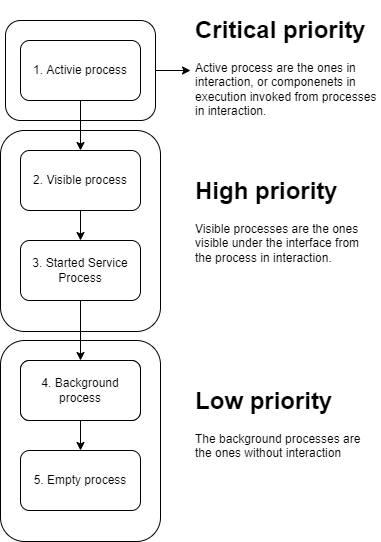 Critical priority
1. Activie process
Active process are the ones in
interaction, or componenets in
execution invoked from processes
in interaction.
2. Visible process
High priority
Visible processes are the ones
visible under the interface from
the process in interaction.
3. Started Service
Process
4. Background
process
Low priority
The background processes are
the ones without interaction
5. Empty process